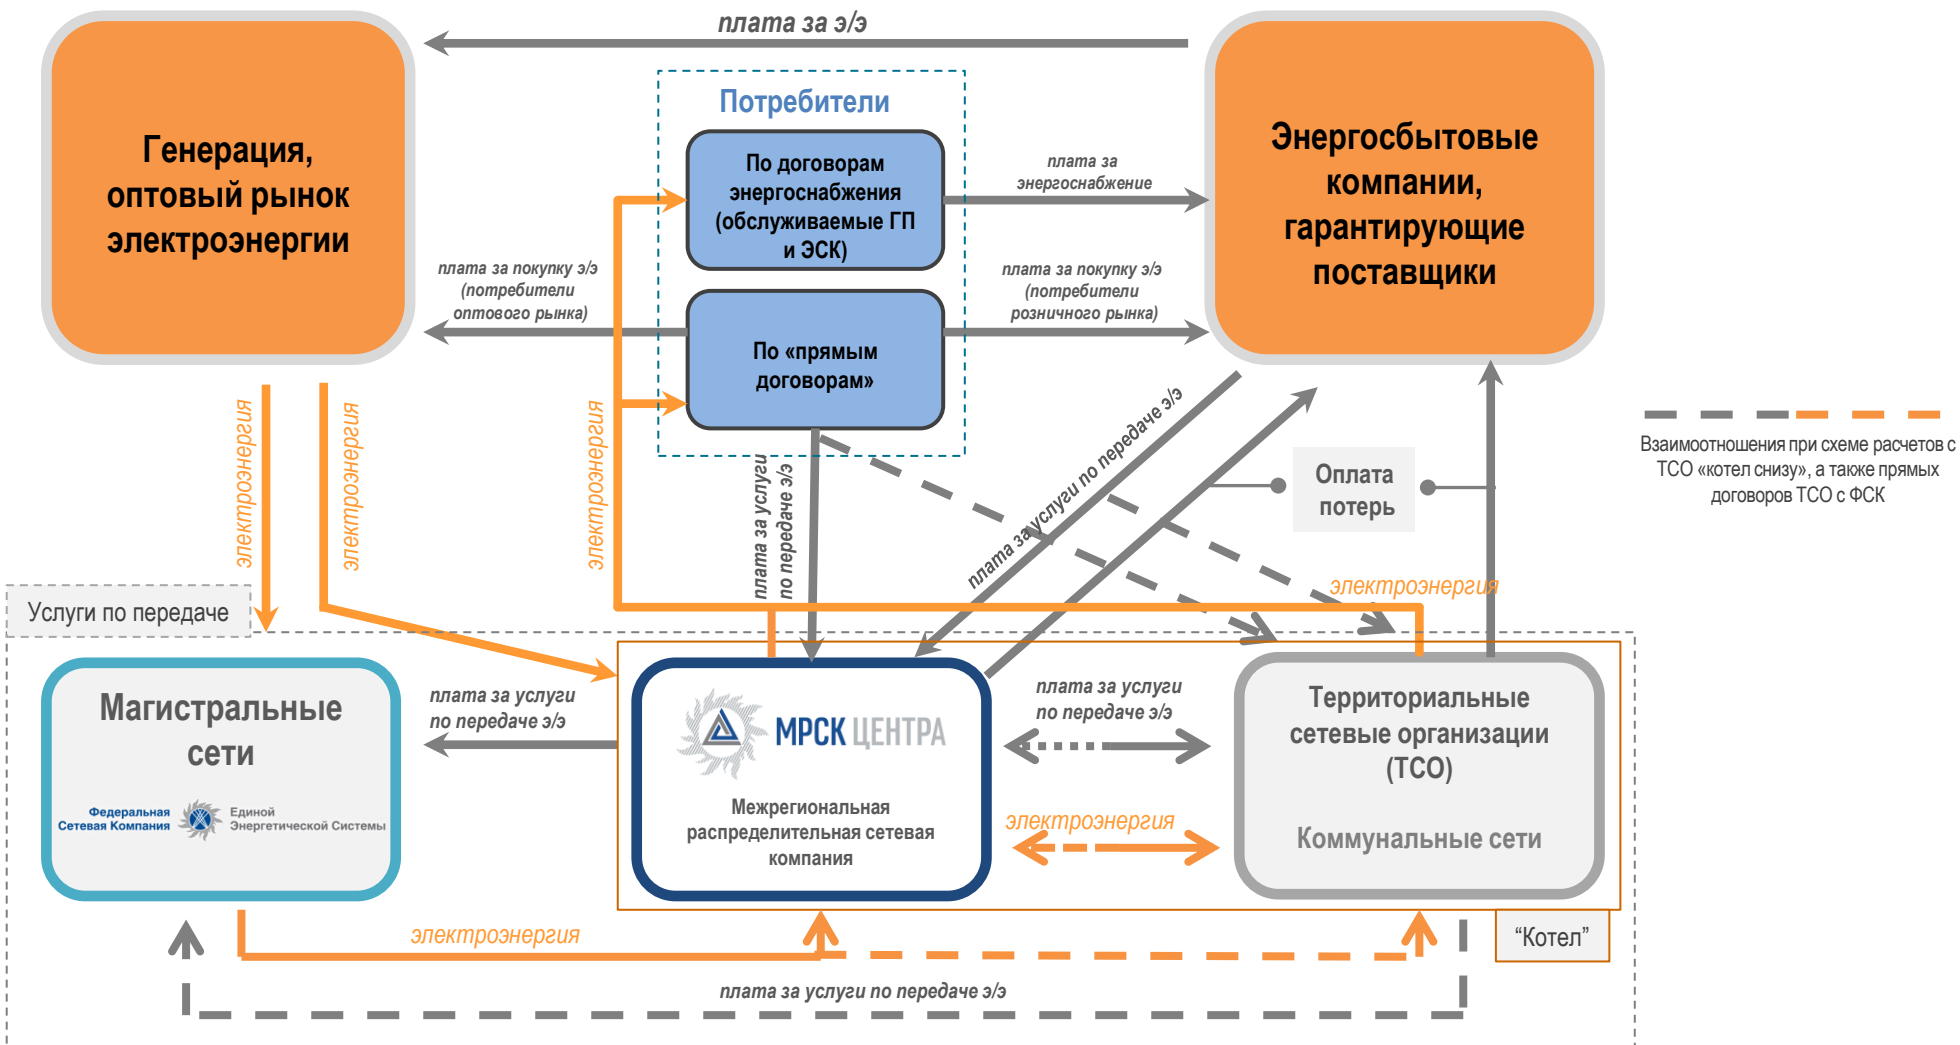 плата за э/э
Генерация,
оптовый рынок
электроэнергии
Потребители
По договорам
энергоснабжения
(обслуживаемые ГП
и ЭСК)
По «прямым
договорам»
плата за
энергоснабжение
плата за покупку э/э
(потребители
оптового рынка)
плата за покупку э/э
(потребители
розничного рынка)
Энергосбытовые
компании,
гарантирующие
поставщики
электроэнергия
электроэнергия
электроэнергия
плата за услуги
по передаче э/э
плата за услуги по передаче э/э
Оплата
потерь
Взаимоотношения при схеме расчетов с
ТСО «котел снизу», а также прямых
договоров ТСО с ФСК
электроэнергия
Услуги по передаче
Магистральные
сети
Федеральная
Сетевая Компания
Единой
Энергетической Системы
плата за услуги
по передаче э/э
МРСК ЦЕНТРА
Межрегиональная
распределительная сетевая
компания
плата за услуги
по передаче э/э
электроэнергия
Территориальные
сетевые организации
(ТСО)
Коммунальные сети
“Котел”
электроэнергия
плата за услуги по передаче э/э